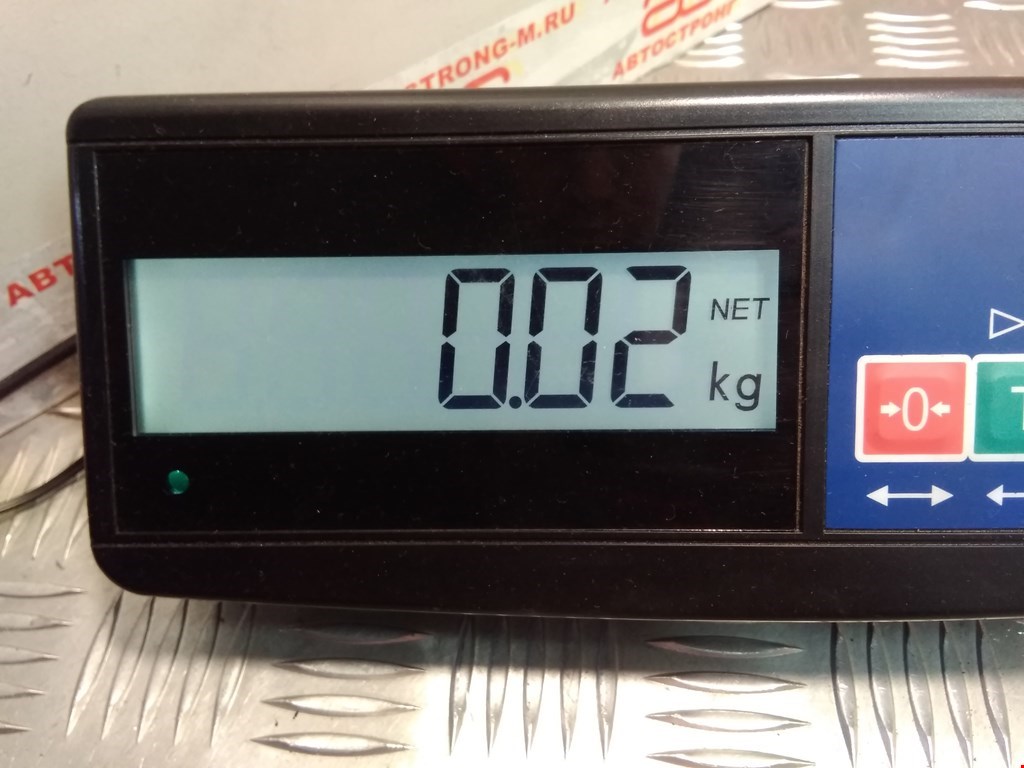 STRONG-M.RU
АВТОСТРОНГ
АВТ
0.02
NET
kg
→0←
T